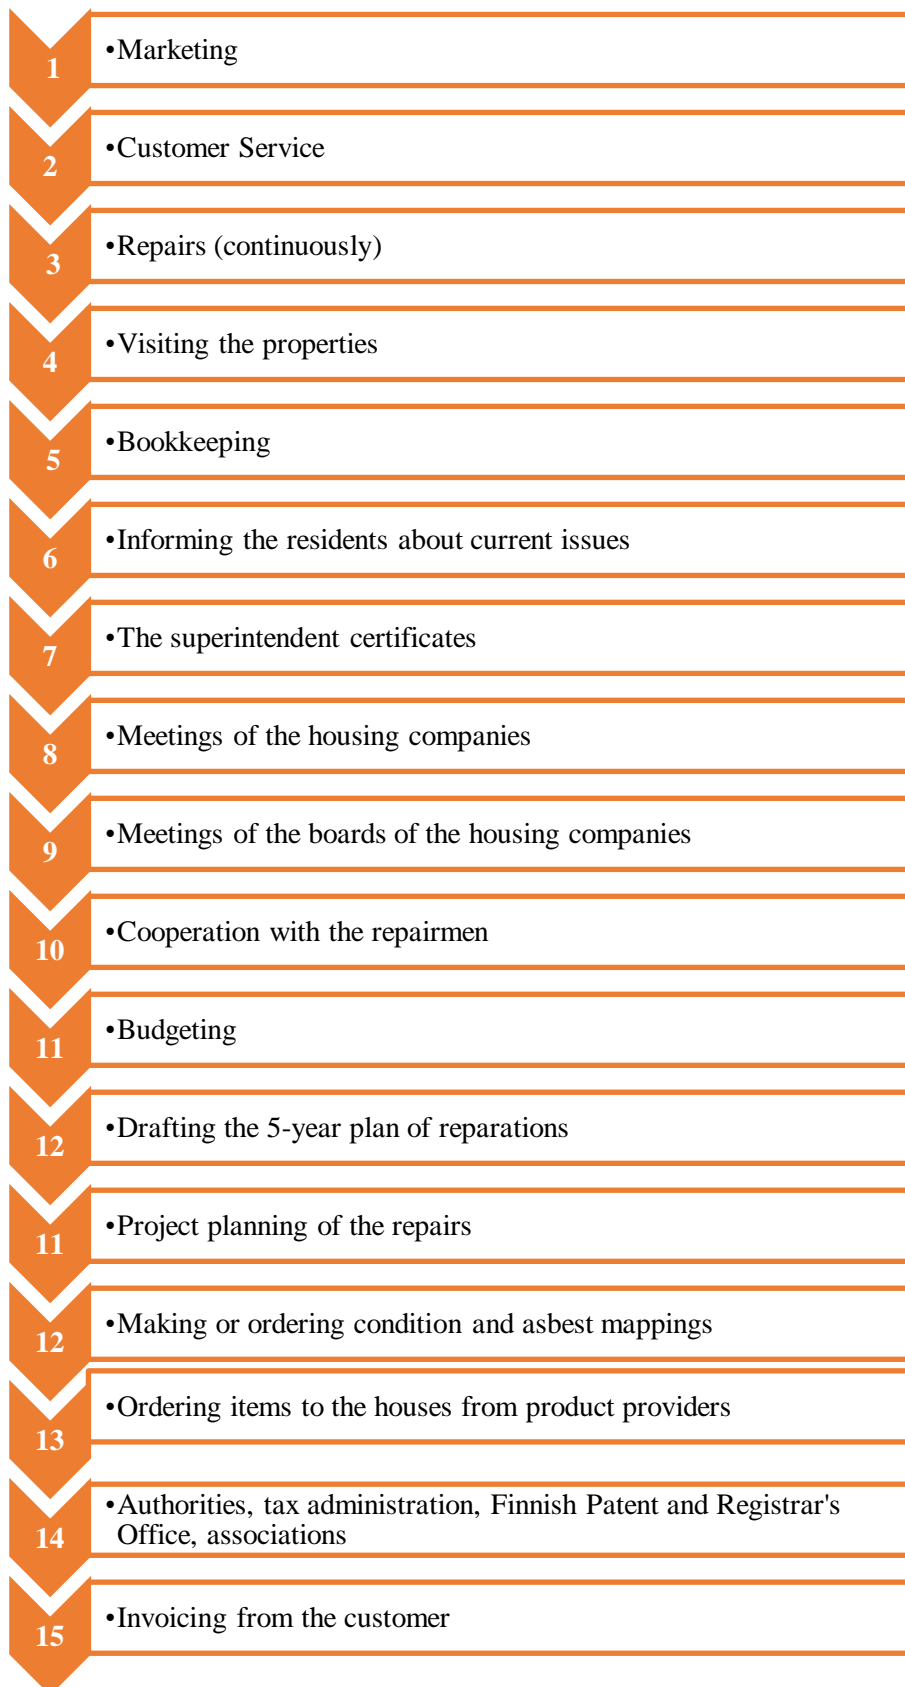 1
•Marketing
2
•Customer Service
3
•Repairs (continuously)
4
•Visiting the properties
5
•Bookkeeping
6
•Informing the residents about current issues
7
•The superintendent certificates
8
•Meetings of the housing companies
9
•Meetings of the boards of the housing companies
10
•Cooperation with the repairmen
11
•Budgeting
12
•Drafting the 5-year plan of reparations
11
•Project planning of the repairs
12
•Making or ordering condition and asbest mappings
13
•Ordering items to the houses from product providers
14
•Authorities, tax administration, Finnish Patent and Registrar's
Office, associations
15
•Invoicing from the customer